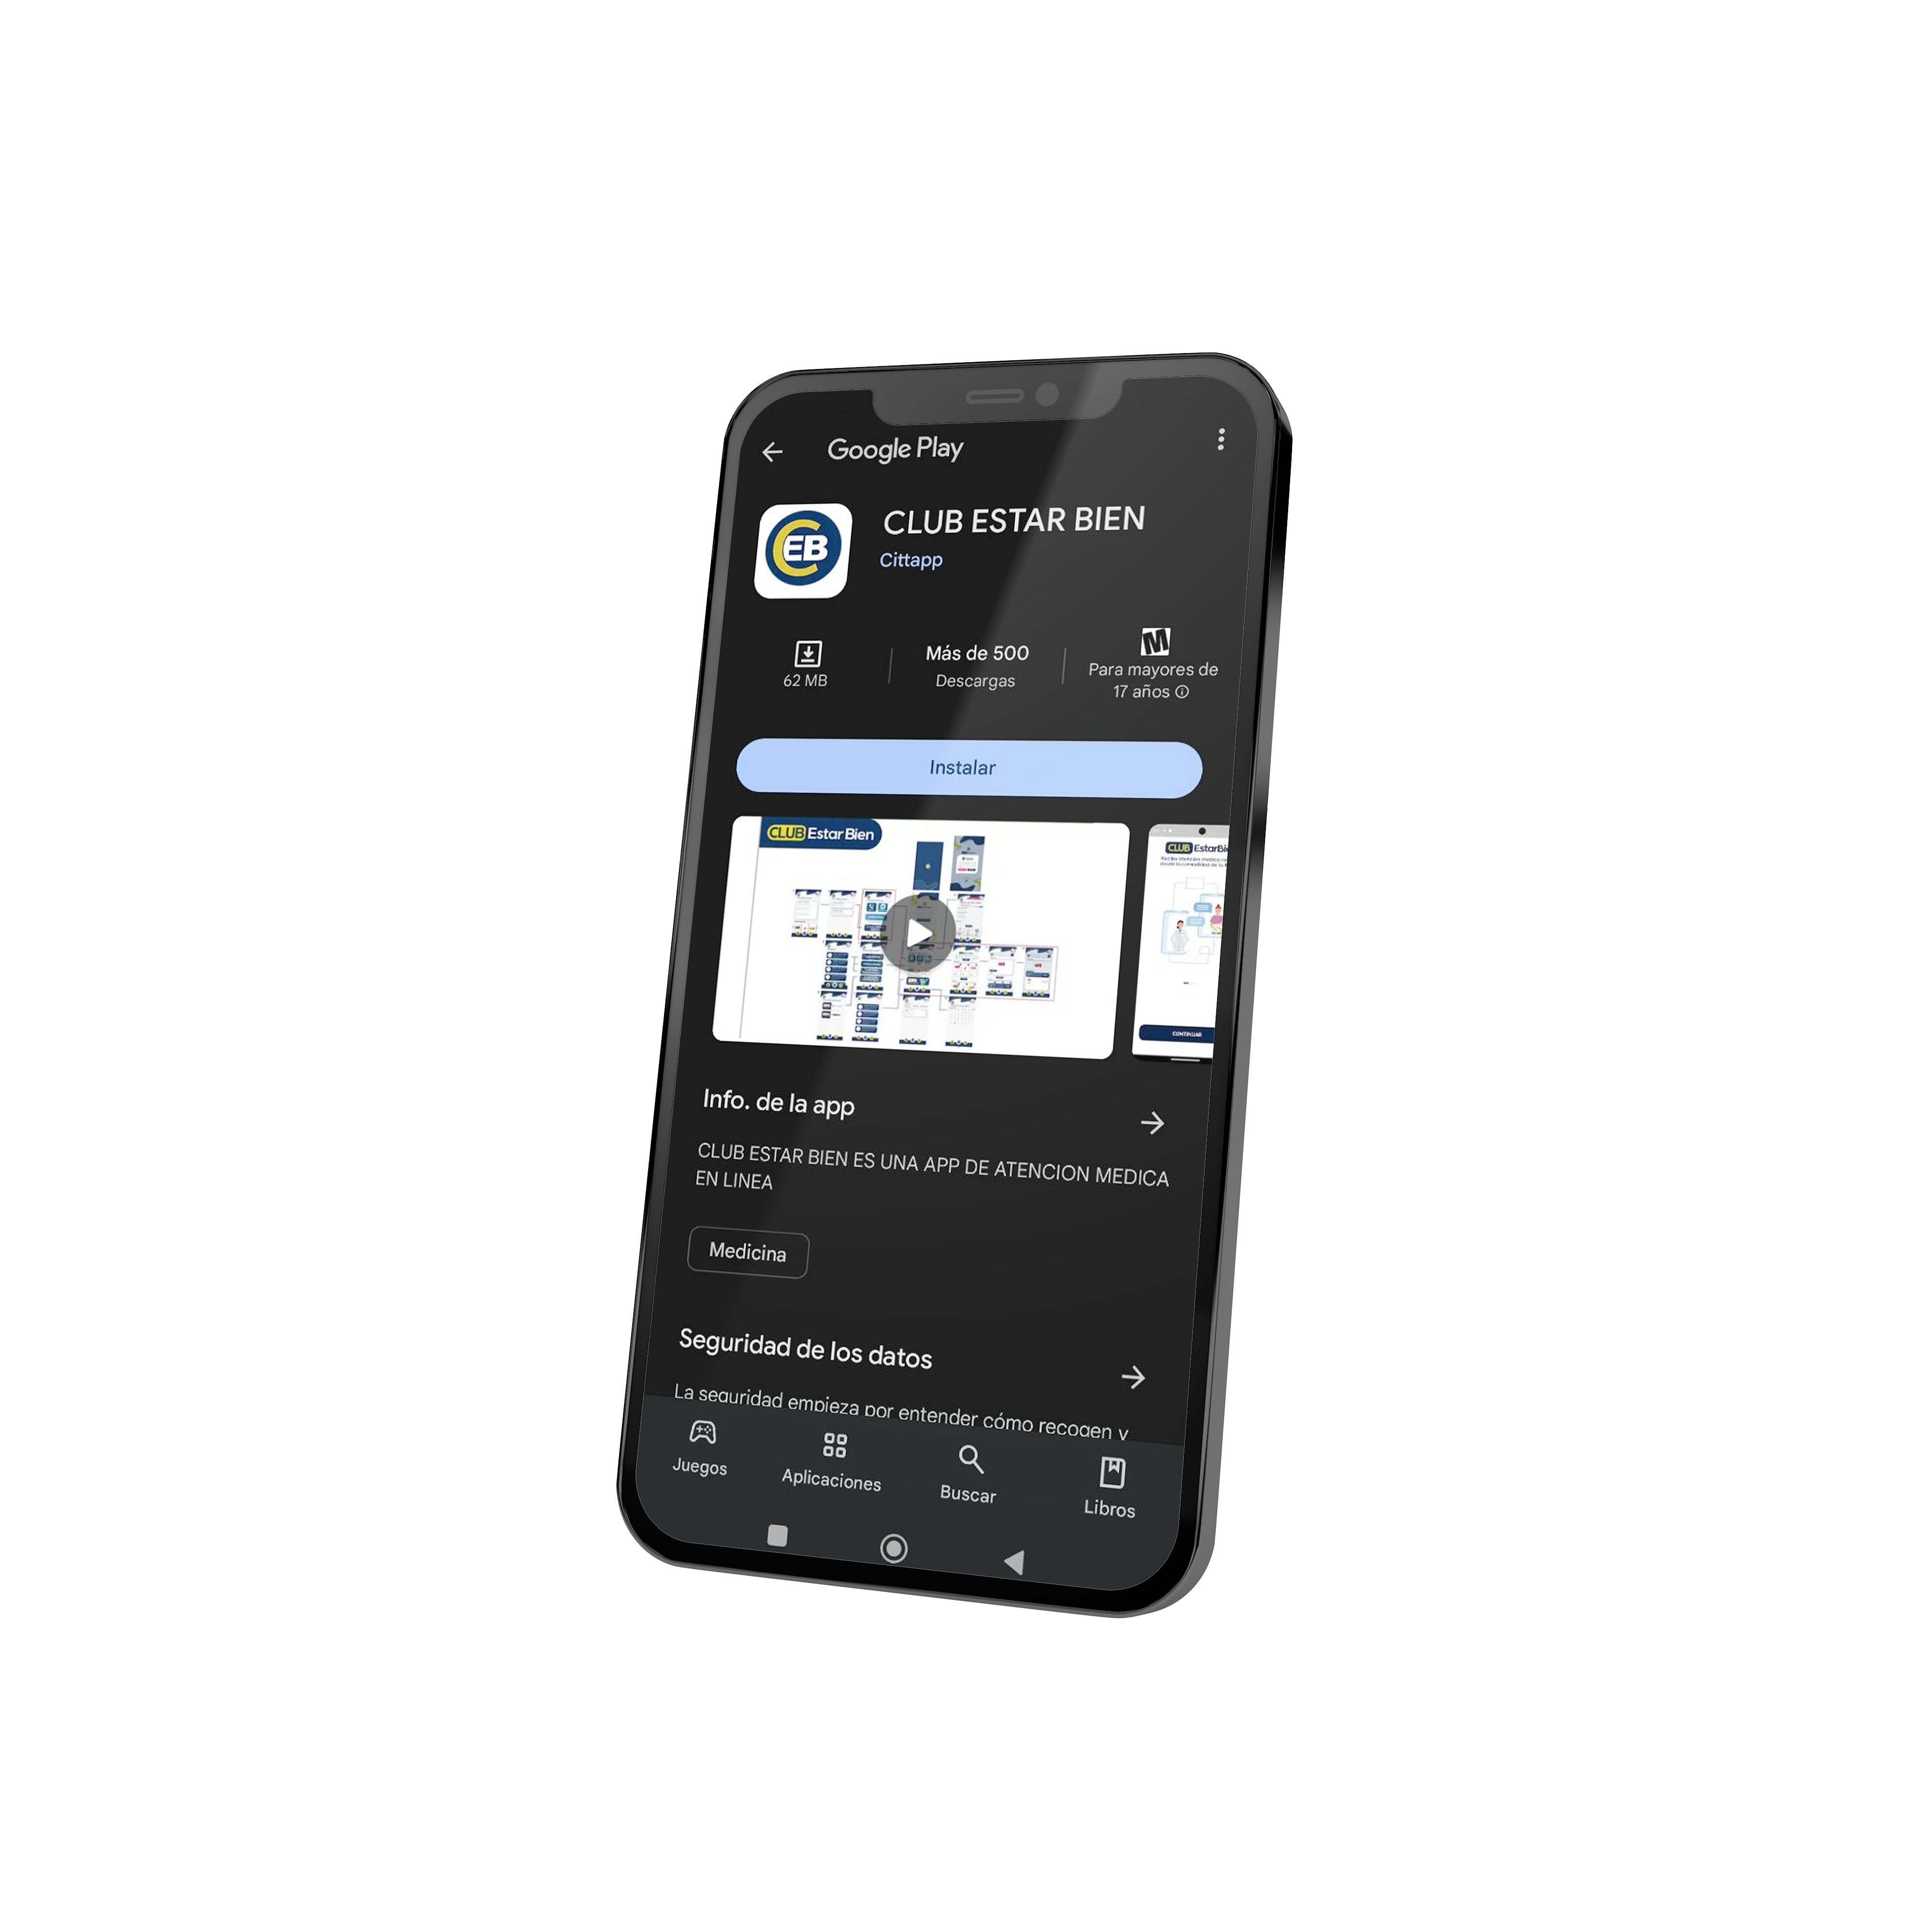 Google Play
CEB
CLUB ESTAR BIEN
Cittapp
62 MB
Más de 500
Descargas
M
Para mayores de
17 años
Instalar
CLUB Estar Bien
CLUB EstarBi
CONTINUAR
Info. de la app
CLUB ESTAR BIEN ES UNA APP DE ATENCION MEDICA
EN LINEA
Medicina
Seguridad de los datos
La seguridad empieza por entender cómo recogen y
Juegos
Aplicaciones
Buscar
Libros